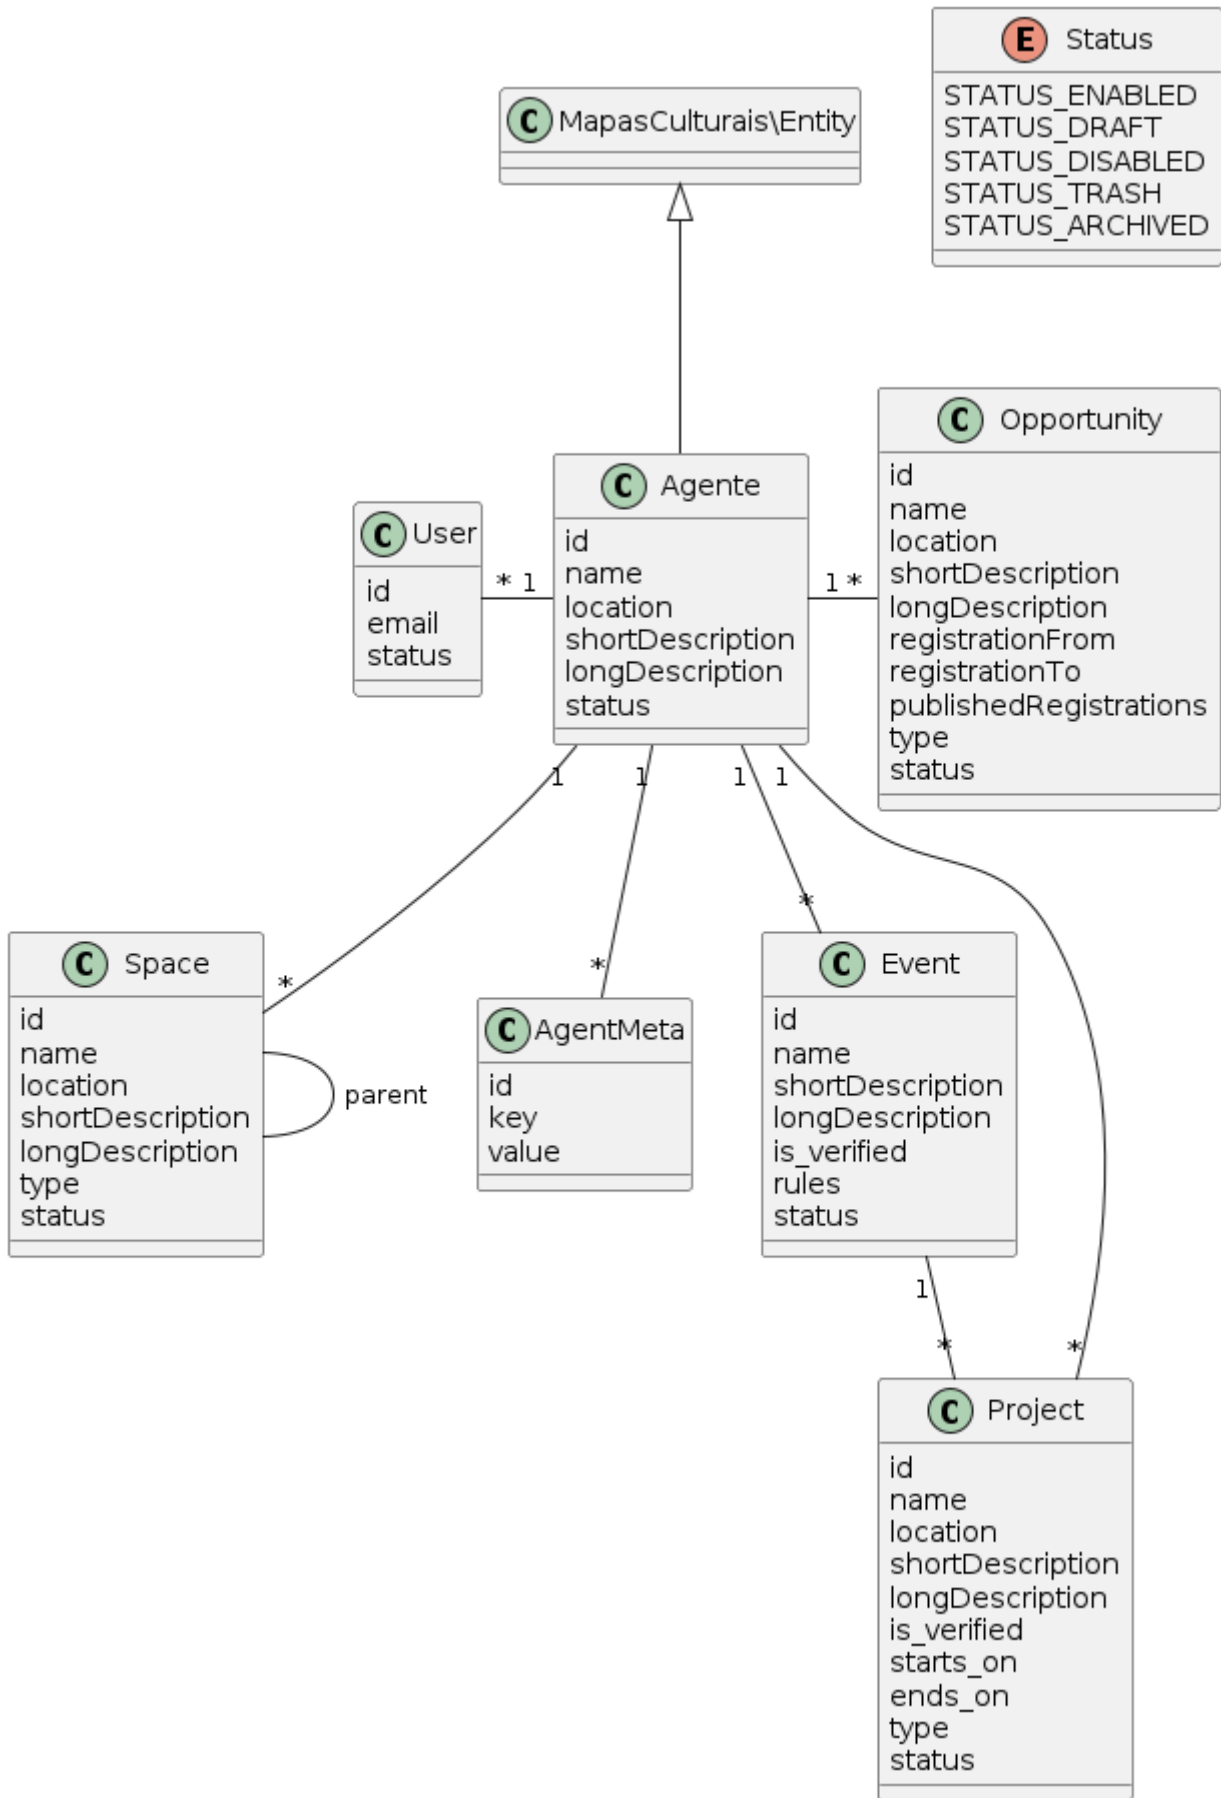 E Status
STATUS_ENABLED
STATUS_DRAFT
STATUS_DISABLED
STATUS_TRASH
STATUS_ARCHIVED
C MapasCulturais\Entity
C Opportunity
id
name
location
shortDescription
longDescription
registrationFrom
registrationTo
publishedRegistrations
type
status
C Agente
id
name
location
shortDescription
longDescription
status
C User
id
email
status
* 1
1 *
1
1
1
1
*
*
*
C Space
id
name
location
shortDescription
longDescription
type
status
parent
C AgentMeta
id
key
value
C Event
id
name
shortDescription
longDescription
is_verified
rules
status
1
*
*
C Project
id
name
location
shortDescription
longDescription
is_verified
starts_on
ends_on
type
status